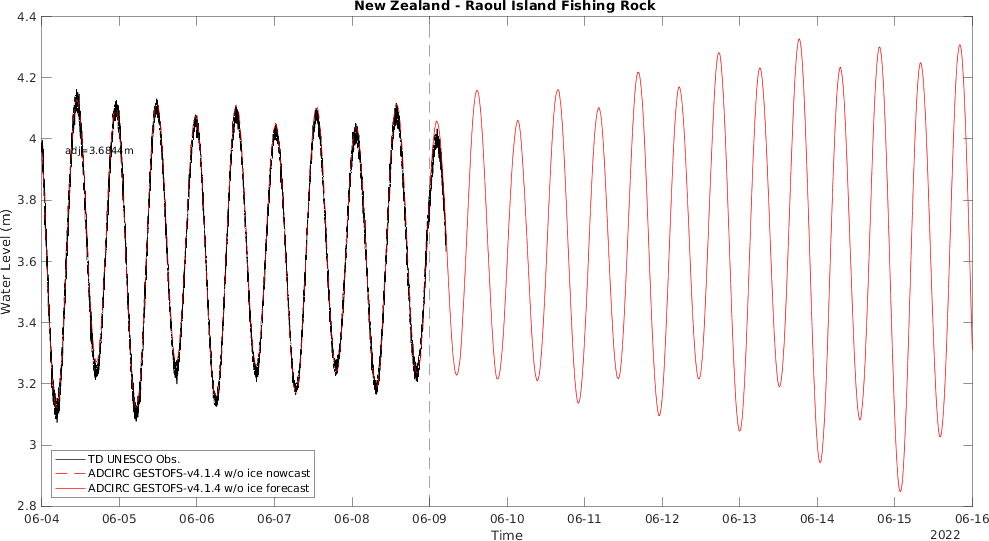 New Zealand - Raoul Island Fishing Rock
4.4
4.2
4
3.8
3.6
3.4
3.2
3
2.8
Water Level (m)
adj=3.6844m
TD UNESCO Obs.
ADCIRC GESTOFS-v4.1.4 w/o ice nowcast
ADCIRC GESTOFS-v4.1.4 w/o ice forecast
06-04 06-05 06-06 06-07 06-08 06-09 06-10 06-11 06-12 06-13 06-14 06-15 06-16
Time
2022